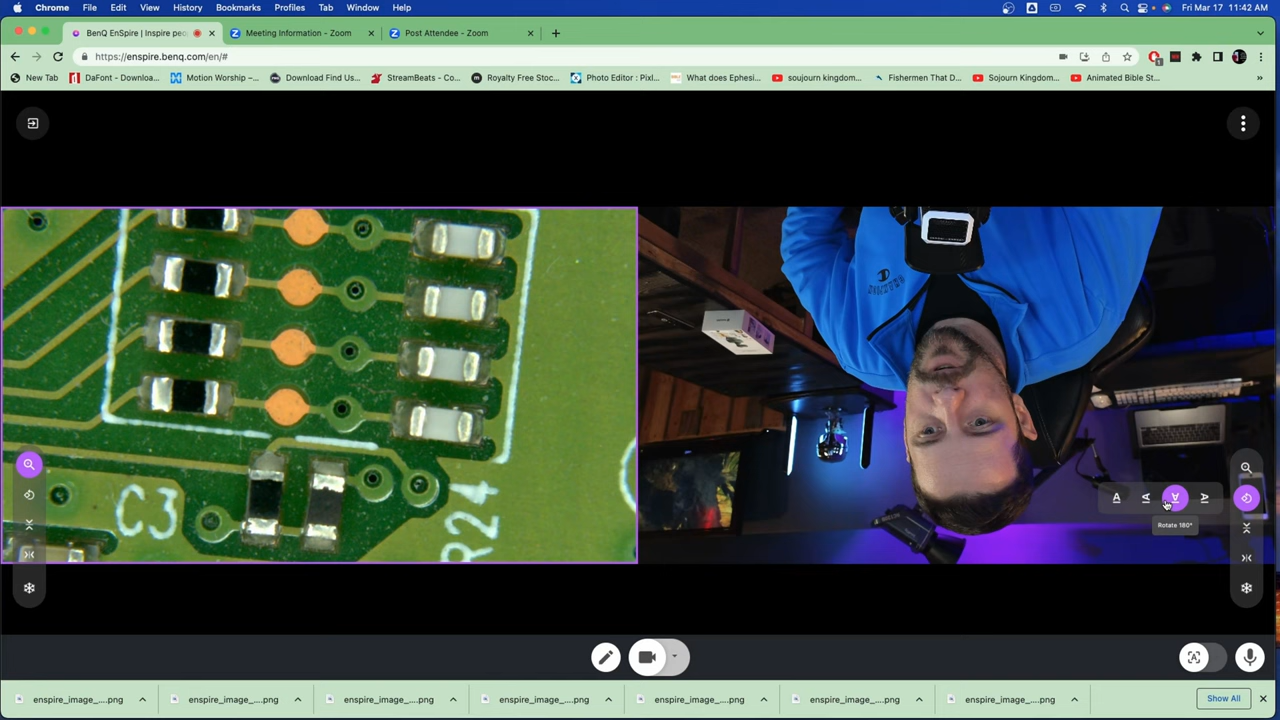 Chrome File Edit View History Bookmarks Profiles Tab Window Help Fri Mar 17 11:42 AM
BenQ EnSpire | Inspire peo Meeting Information - Zoom Post Attendee - Zoom
https://enspire.benq.com/en/#
New Tab DaFont - Downloa... Motion Worship –... Download Find Us... StreamBeats - Co... Royalty Free Stoc... Photo Editor : Pixl... What does Ephesi... soujourn kingdom... Fishermen That D... Sojourn Kingdom... Animated Bible St... »
C3
R24
A A A A
Rotate 180°
A
enspire_image_....png enspire_image_....png enspire_image_....png enspire_image_....png enspire_image_....png enspire_image_....png enspire_image_....png Show All